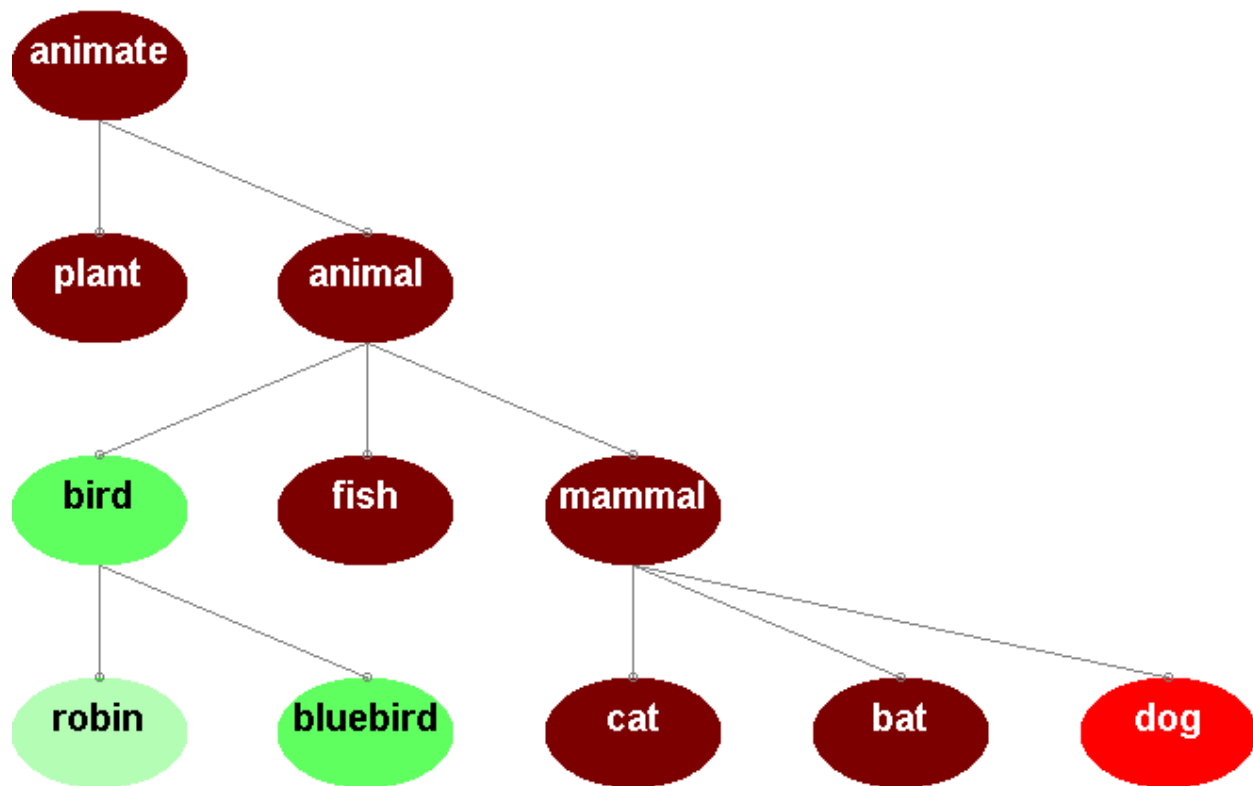 animate
plant
animal
bird
fish
mammal
robin
bluebird
cat
bat
dog